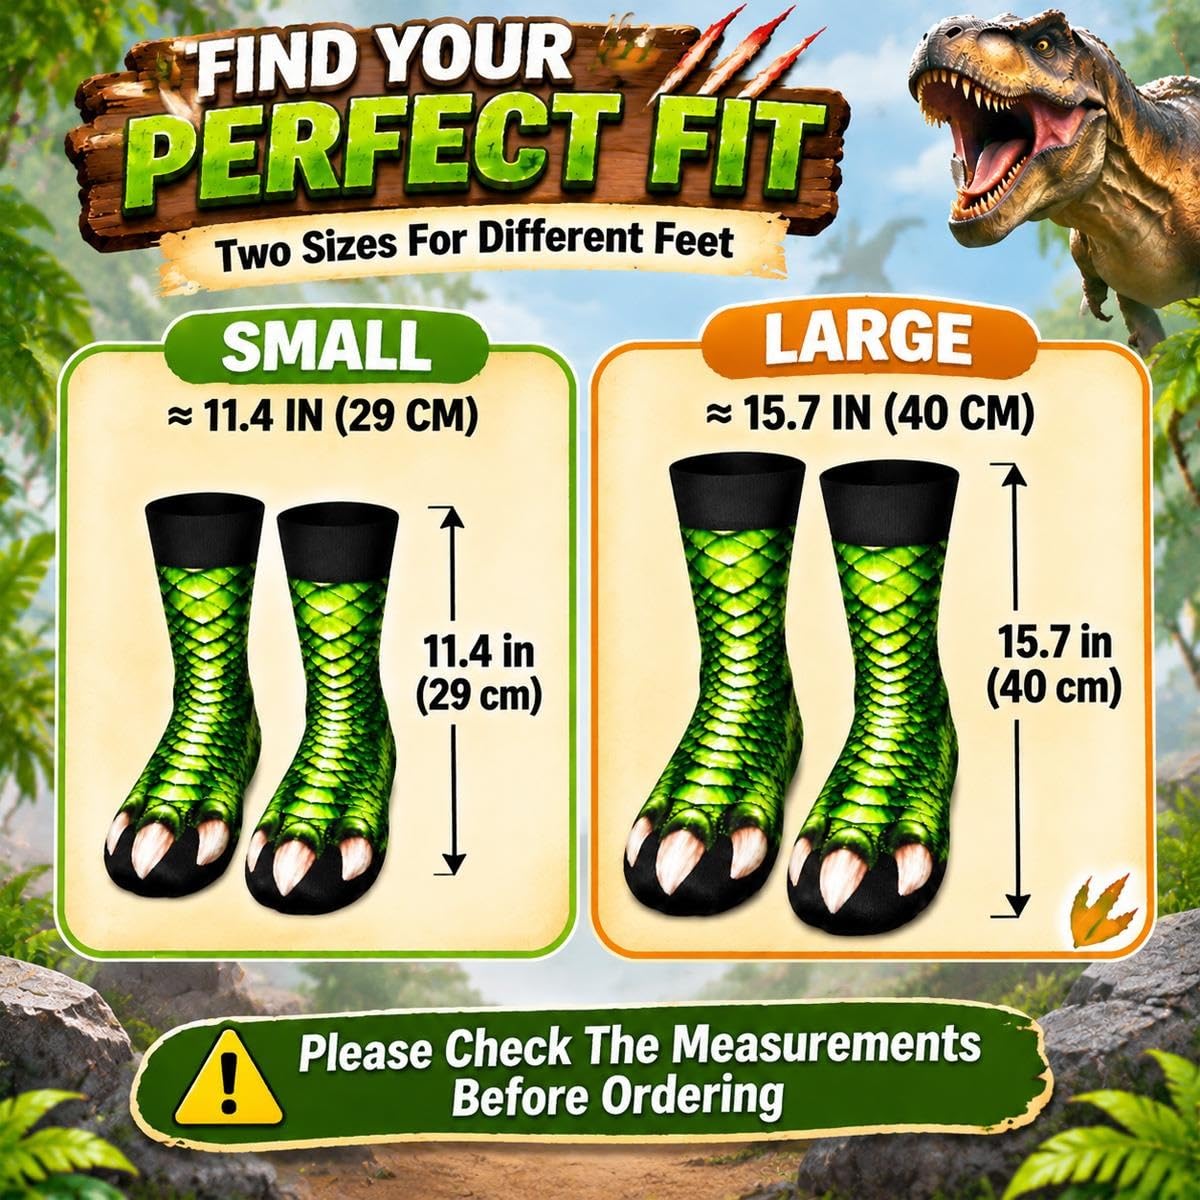 FIND YOUR
PERFECT FIT
Two Sizes For Different Feet
SMALL
≈ 11.4 IN (29 CM)
11.4 in
(29 cm)
LARGE
≈ 15.7 IN (40 CM)
15.7 in
(40 cm)
Please Check The Measurements
Before Ordering